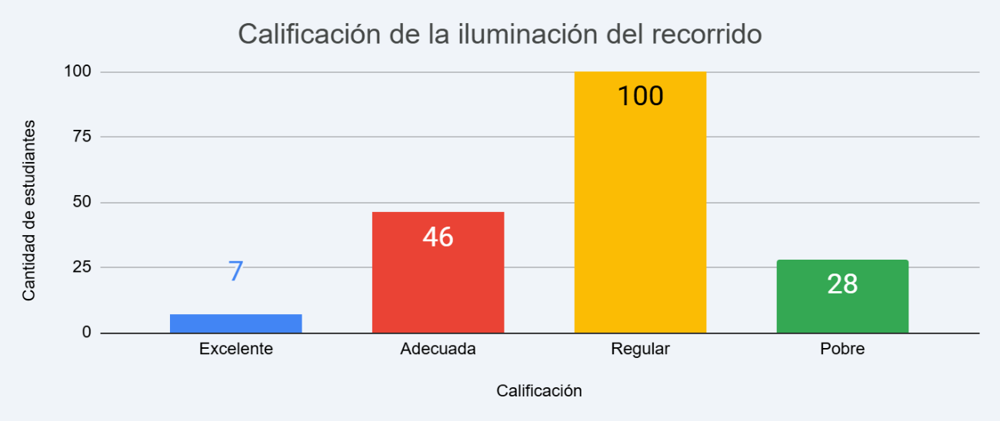 Calificación de la iluminación del recorrido
Cantidad de estudiantes
100
75
50
25
0
7
46
100
28
Excelente
Adecuada
Regular
Pobre
Calificación